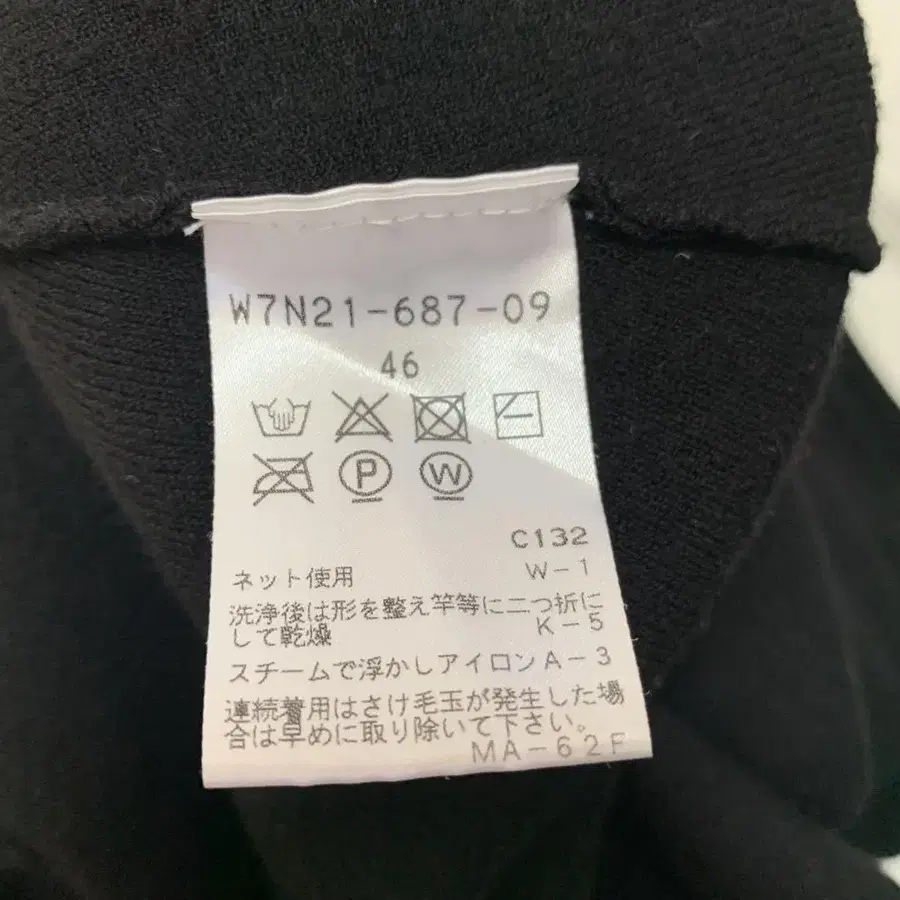 W7N21-687-09
46
P
W
C132
ネット使用 W-1
洗浄後は形を整え竿等に二つ折に
して乾燥 K-5
スチームで浮かしアイロンA-3
連続着用はさけ毛玉が発生した場
合は早めに取り除いて下さい。
MA-62F